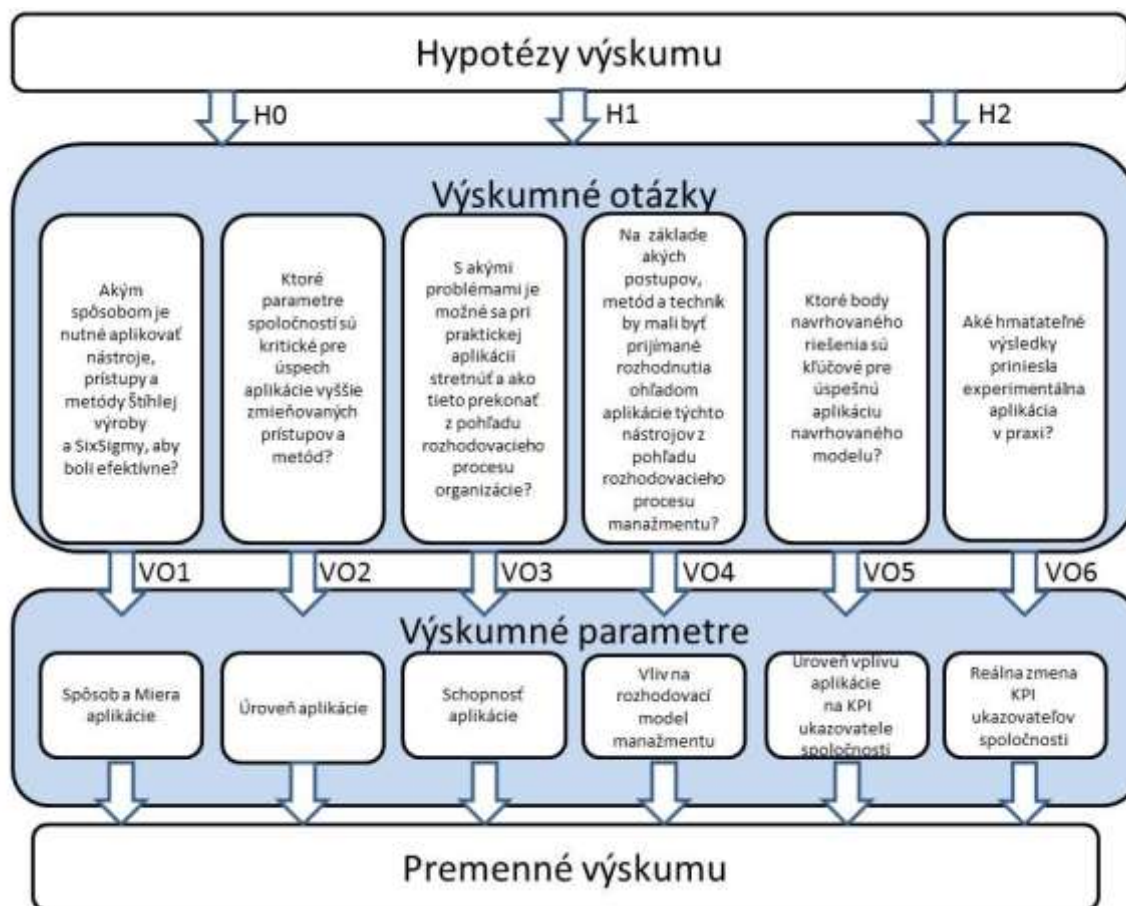 Hypotézy výskumu
H0
H1
H2
Výskumné otázky
Akým
spôsobom je
nutné aplikovať
nástroje,
prístupy a
metódy Štíhlej
výroby
a SixSigmy, aby
boli efektívne?
Ktoré
parametre
spoločností sú
kritické pre
úspech
aplikácie vyššie
zmieňovaných
prístupov a
metód?
S akými
problémami je
možné sa pri
praktickej
aplikácii
stretnúť a ako
tieto prekonať
z pohľadu
rozhodovacieho
procesu
organizácie?
Na základe
akých
postupov,
metód a techník
by mali byť
prijímané
rozhodnutia
ohľadom
aplikácie týchto
nástrojov z
pohľadu
rozhodovacieho
procesu
manažmentu?
Ktoré body
navrhovaného
riešenia sú
kľúčové pre
úspešnú
aplikáciu
navrhovaného
modelu?
Aké hmatateľné
výsledky
priniesla
experimentálna
aplikácia
v praxi?
VO1
VO2
VO3
VO4
VO5
VO6
Výskumné parametre
Spôsob a Miera
aplikácie
Úroveň aplikácie
Schopnosť
aplikácie
Vliv na
rozhodovací
model
manažmentu
Úroveň vplivu
aplikácie
na KPI
ukazovatele
spoločnosti
Reálna zmena
KPI
ukazovateľov
spoločnosti
Premenné výskumu